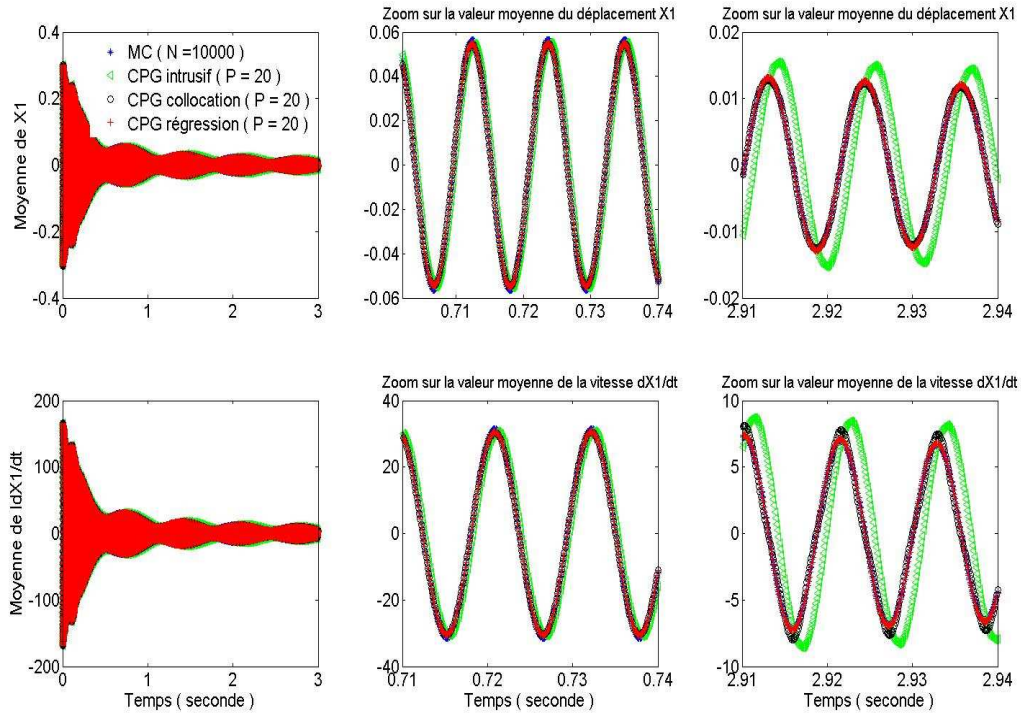 Zoom sur la valeur moyenne du déplacement X1
Zoom sur la valeur moyenne du déplacement X1
0.4
0.2
0
-0.2
-0.4
Moyenne de X1
MC ( N =10000)
CPG intrusif ( P = 20 )
CPG collocation ( P = 20 )
CPG régression ( P = 20 )
0 1 2 3
0.06
0.04
0.02
0
-0.02
-0.04
-0.06
0.71 0.72 0.73 0.74
0.02
0.01
0
-0.01
-0.02
2.91 2.92 2.93 2.94
Zoom sur la valeur moyenne de la vitesse dX1/dt
Zoom sur la valeur moyenne de la vitesse dX1/dt
200
100
0
-100
-200
Moyenne de ldX1/dt
0 1 2 3
Temps ( seconde )
40
20
0
-20
-40
0.71 0.72 0.73 0.74
Temps ( seconde )
10
5
0
-5
-10
2.91 2.92 2.93 2.94
Temps ( seconde )